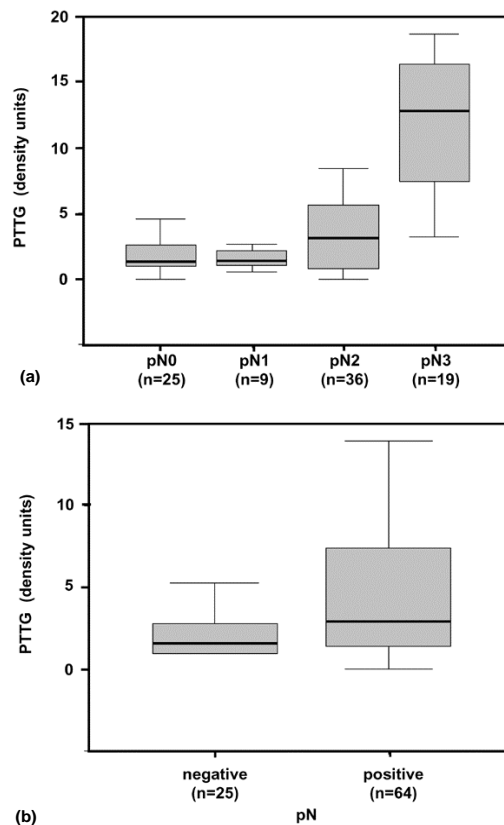 20
15
10
5
0
PTTG (density units)
pN0 pN1 pN2 pN3
(n=25) (n=9) (n=36) (n=19)
(a)
15
10
5
0
PTTG (density units)
negative positive
(n=25) (n=64)
(b) pN